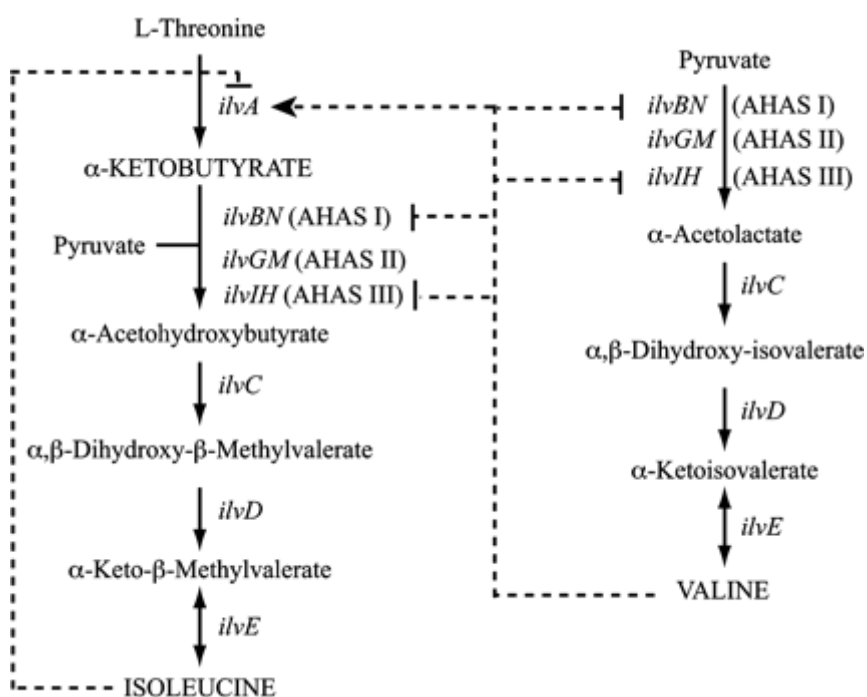 L-Threonine
ilvA
α-KETOBUTYRATE
ilvBN (AHAS I)
Pyruvate
ilvGM (AHAS II)
ilvIH (AHAS III)
α-Acetohydroxybutyrate
ilvC
α,β-Dihydroxy-β-Methylvalerate
ilvD
α-Keto-β-Methylvalerate
ilvE
ISOLEUCINE
Pyruvate
ilvBN (AHAS I)
ilvGM (AHAS II)
ilvIH (AHAS III)
α-Acetolactate
ilvC
α,β-Dihydroxy-isovalerate
ilvD
α-Ketoisovalerate
ilvE
VALINE